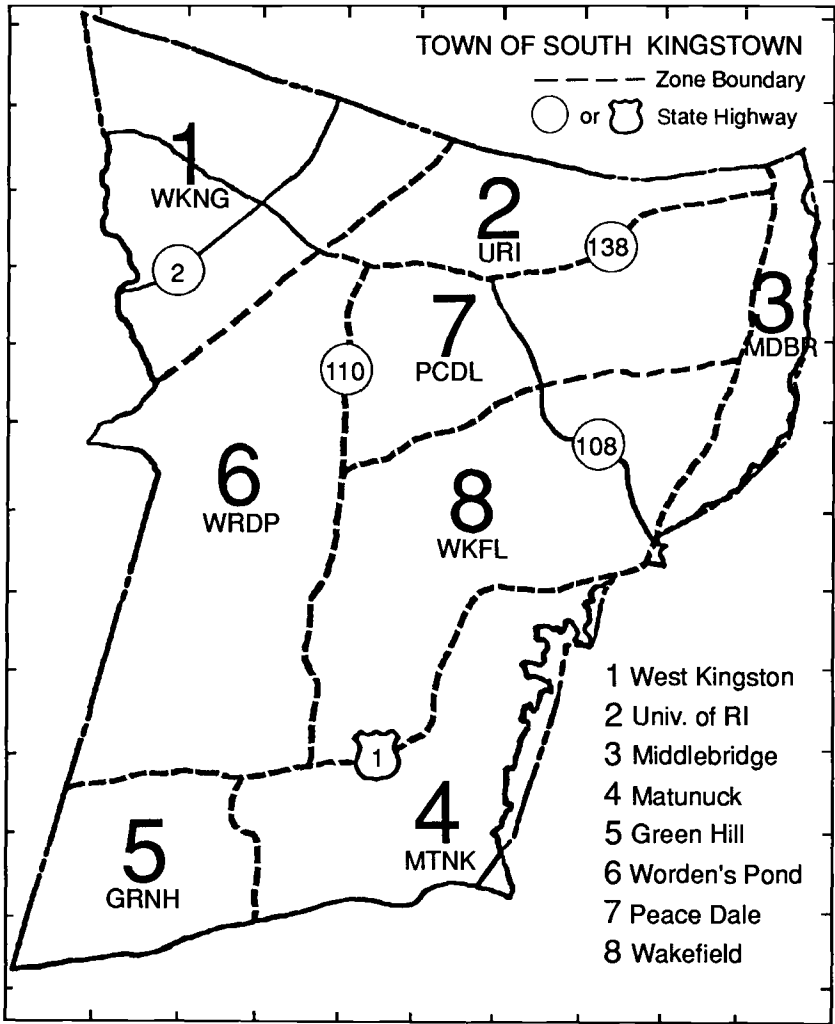 TOWN OF SOUTH KINGSTOWN
Zone Boundary
or State Highway
1
WKNG
2
URI
138
2
3
MDBR
7
PCDL
110
108
6
WRDP
8
WKFL
1
4
MTNK
5
GRNH
1 West Kingston
2 Univ. of RI
3 Middlebridge
4 Matunuck
5 Green Hill
6 Worden's Pond
7 Peace Dale
8 Wakefield